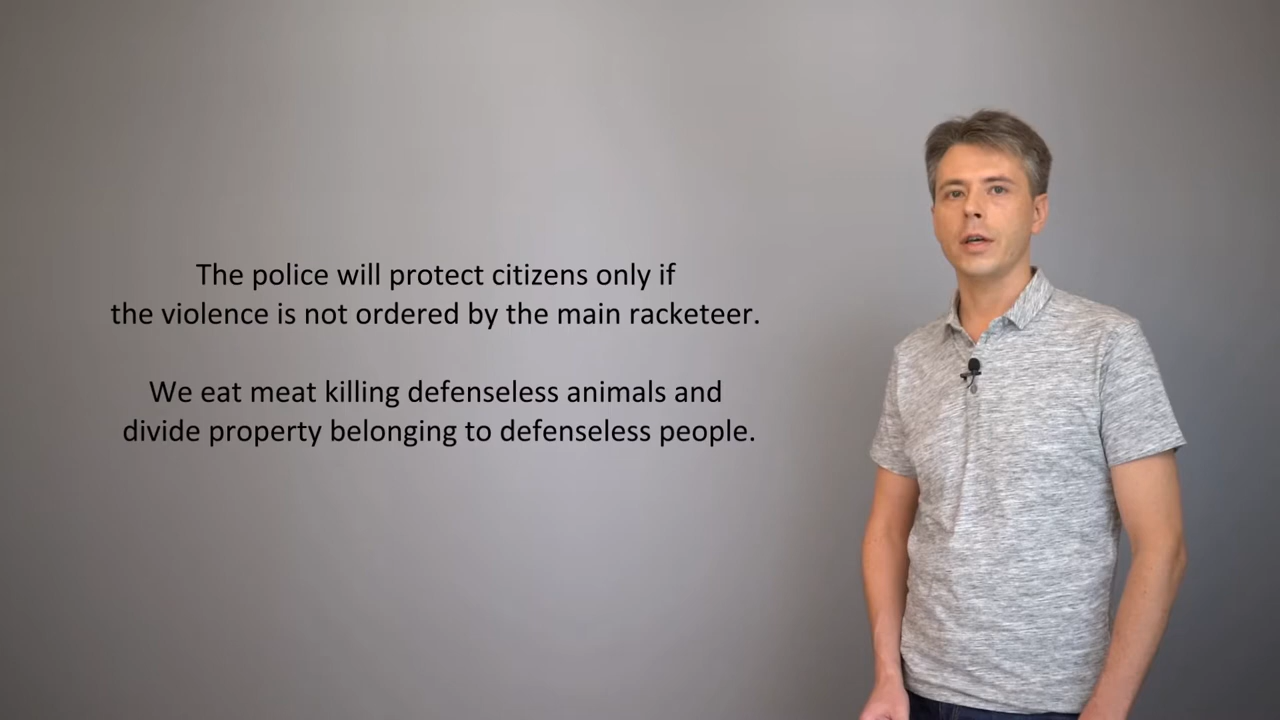 The police will protect citizens only if
the violence is not ordered by the main racketeer.
We eat meat killing defenseless animals and
divide property belonging to defenseless people.